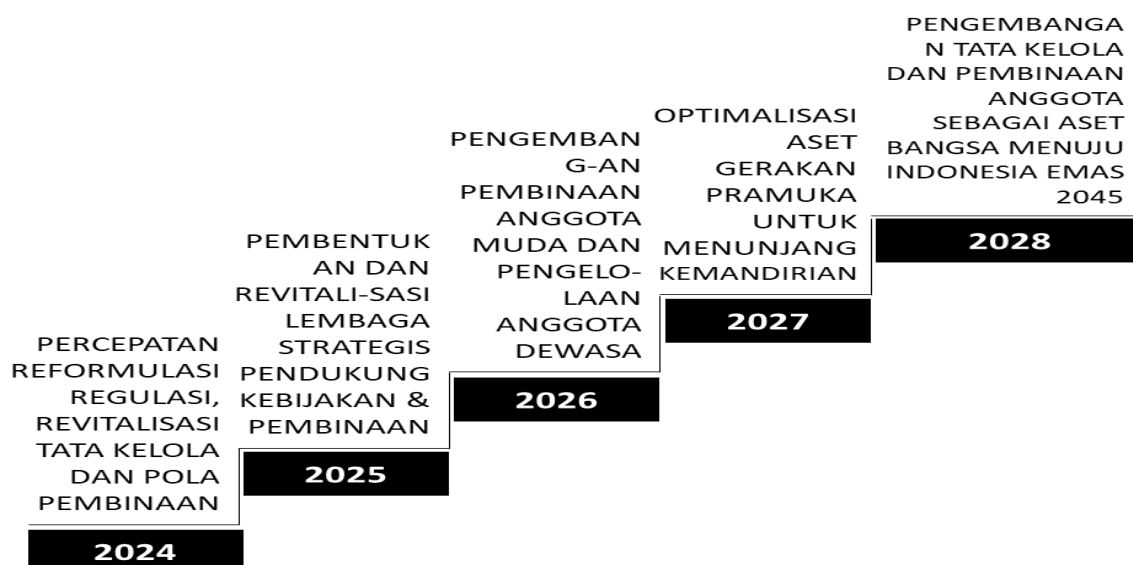 PERCEPATAN
REFORMULASI
REGULASI,
REVITALISASI
TATA KELOLA
DAN POLA
PEMBINAAN
2024
PEMBENTUK
AN DAN
REVITALI-SASI
LEMBAGA
STRATEGIS
PENDUKUNG
KEBIJAKAN &
PEMBINAAN
2025
PENGEMBAN
G-AN
PEMBINAAN
ANGGOTA
MUDA DAN
PENGELO-
LAAN
ANGGOTA
DEWASA
2026
OPTIMALISASI
ASET
GERAKAN
PRAMUKA
UNTUK
MENUNJANG
KEMANDIRIAN
2027
PENGEMBANGA
N TATA KELOLA
DAN PEMBINAAN
ANGGOTA
SEBAGAI ASET
BANGSA MENUJU
INDONESIA EMAS
2045
2028